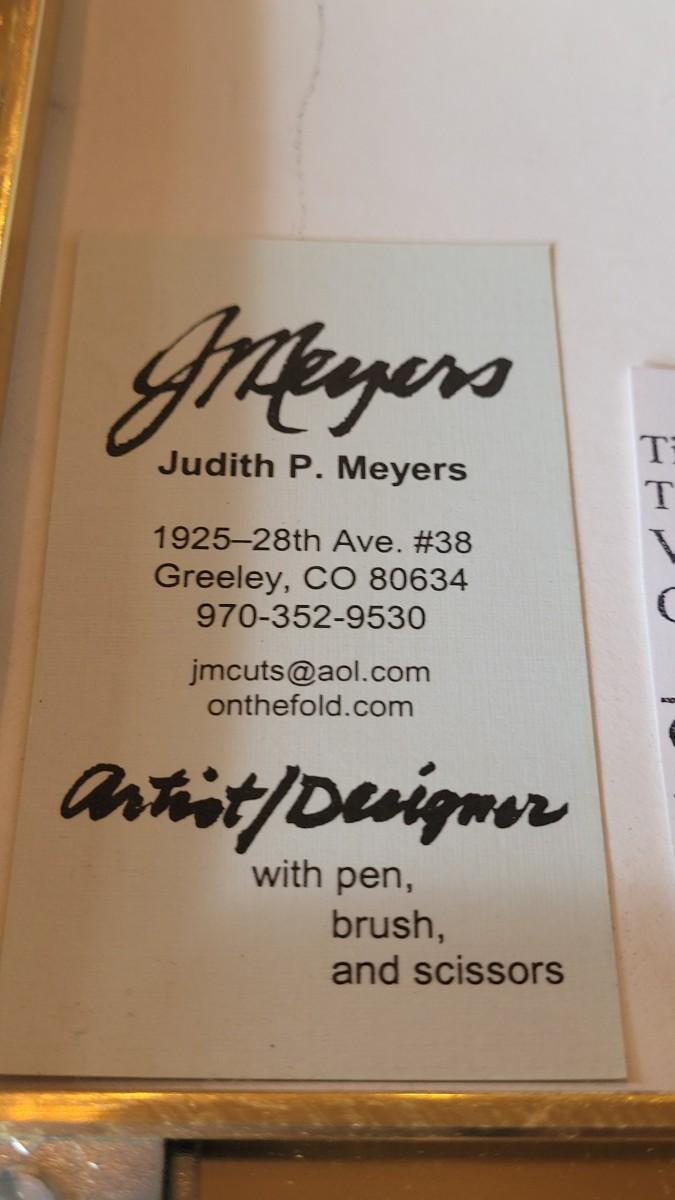 JMeyers
Judith P. Meyers
1925–28th Ave. #38
Greeley, CO 80634
970-352-9530
jmcuts@aol.com
onthefold.com
Artist/Designer
with pen,
brush,
and scissors